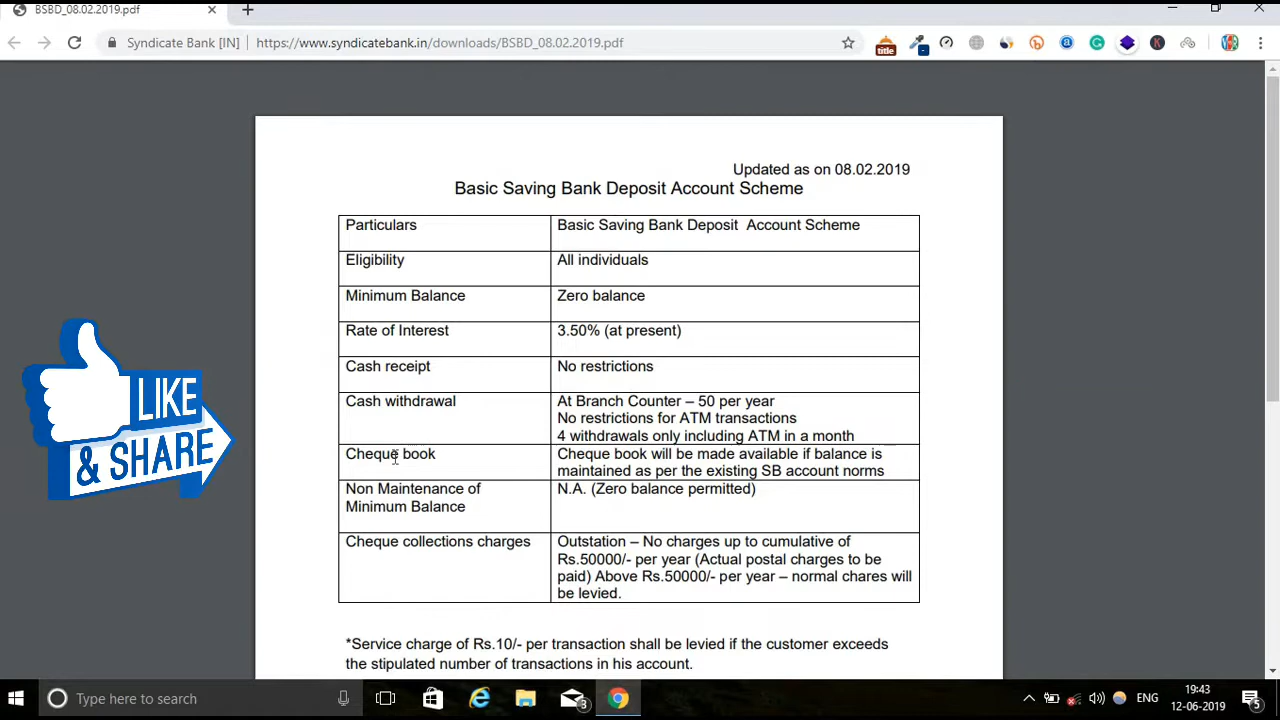 BSBD_08.02.2019.pdf
Syndicate Bank [IN] https://www.syndicatebank.in/downloads/BSBD_08.02.2019.pdf
title
Updated as on 08.02.2019
Basic Saving Bank Deposit Account Scheme
Particulars Basic Saving Bank Deposit Account Scheme
Eligibility All individuals
Minimum Balance Zero balance
Rate of Interest 3.50% (at present)
Cash receipt No restrictions
Cash withdrawal At Branch Counter – 50 per year
No restrictions for ATM transactions
4 withdrawals only including ATM in a month
Cheque book Cheque book will be made available if balance is
maintained as per the existing SB account norms
Non Maintenance of N.A. (Zero balance permitted)
Minimum Balance
Cheque collections charges Outstation – No charges up to cumulative of
Rs.50000/- per year (Actual postal charges to be
paid) Above Rs.50000/- per year – normal chares will
be levied.
*Service charge of Rs.10/- per transaction shall be levied if the customer exceeds
the stipulated number of transactions in his account.
LIKE
& SHARE
Type here to search
3
ENG
19:43
12-06-2019
5